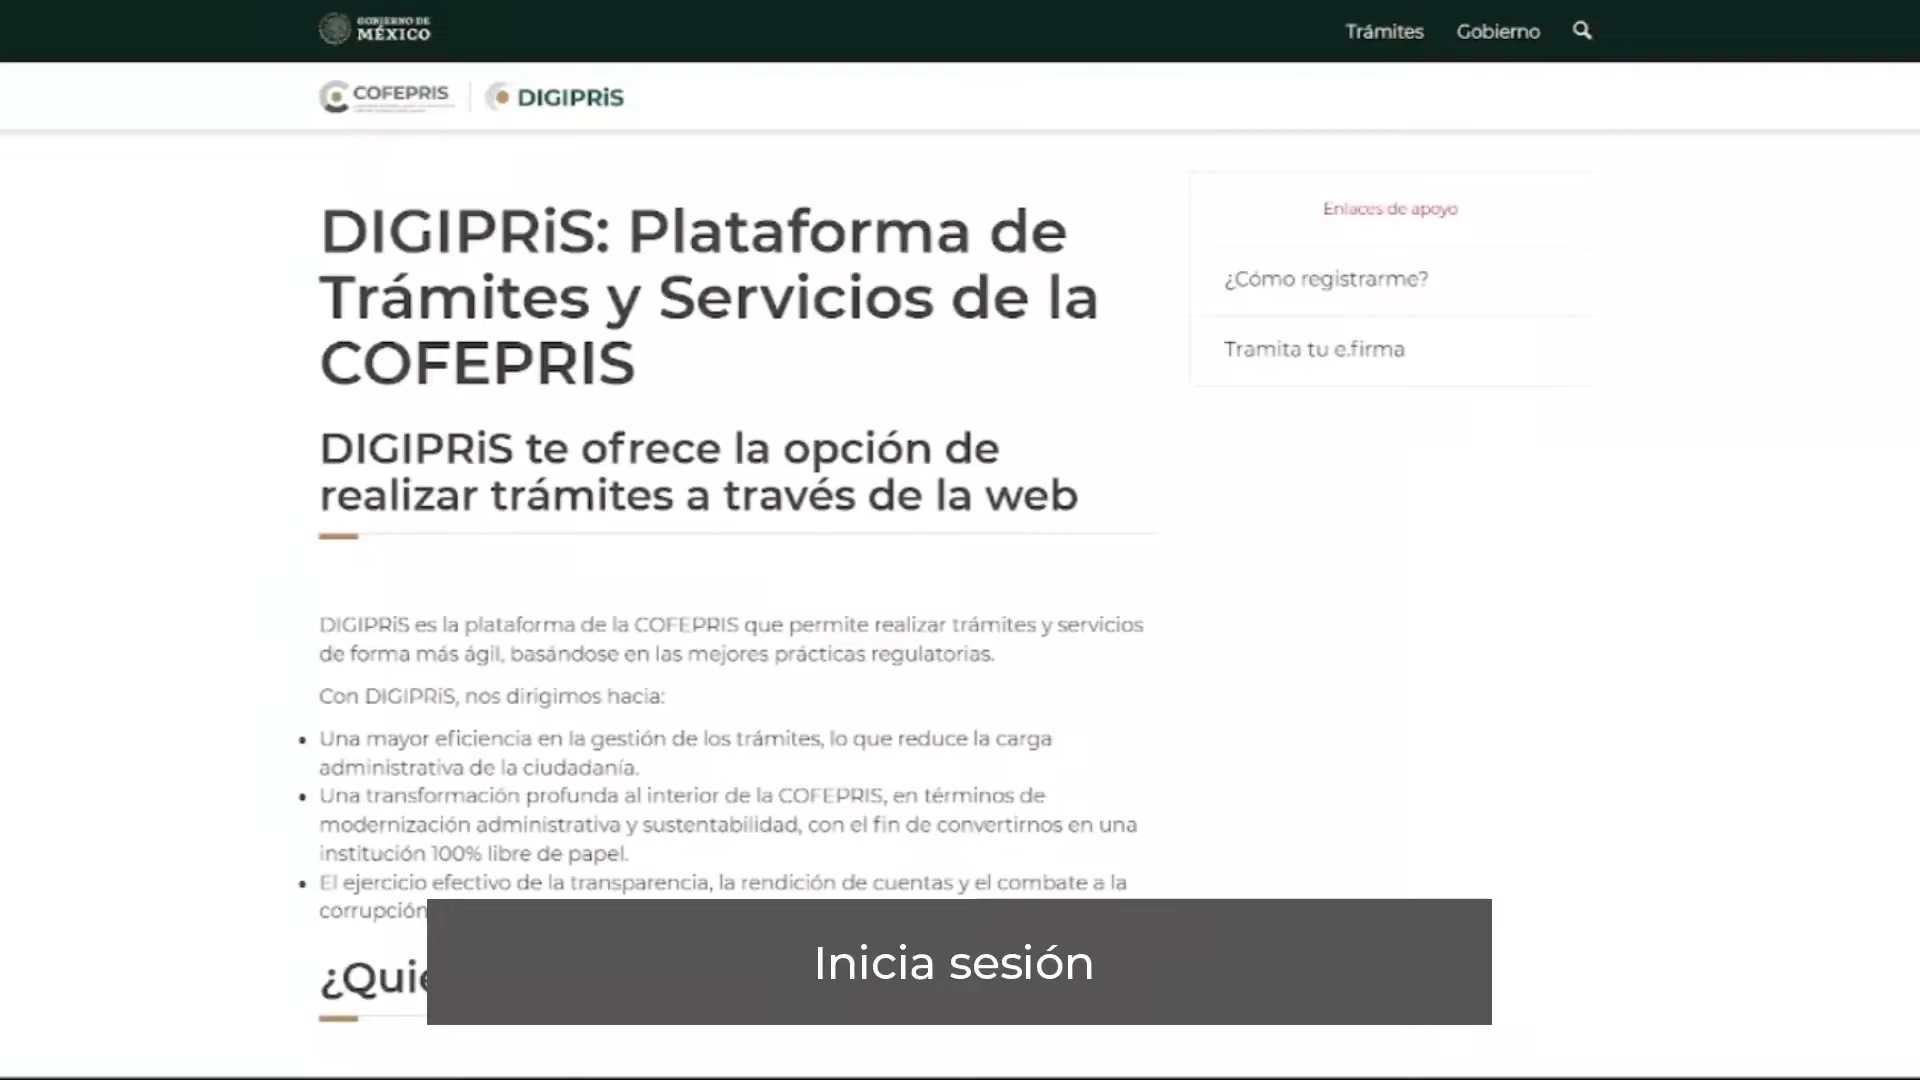 GOBIERNO DE
MÉXICO
Trámites
Gobierno
COFEPRIS
DIGIPRiS
DIGIPRiS: Plataforma de
Trámites y Servicios de la
COFEPRIS
DIGIPRiS te ofrece la opción de
realizar trámites a través de la web
DIGIPRiS es la plataforma de la COFEPRIS que permite realizar trámites y servicios
de forma más ágil, basándose en las mejores prácticas regulatorias.
Con DIGIPRiS, nos dirigimos hacia:
• Una mayor eficiencia en la gestión de los trámites, lo que reduce la carga
administrativa de la ciudadanía.
• Una transformación profunda al interior de la COFEPRIS, en términos de
modernización administrativa y sustentabilidad, con el fin de convertirnos en una
institución 100% libre de papel.
• El ejercicio efectivo de la transparencia, la rendición de cuentas y el combate a la
corrupción
¿Quie
Enlaces de apoyo
¿Cómo registrarme?
Tramita tu e.firma
Inicia sesión